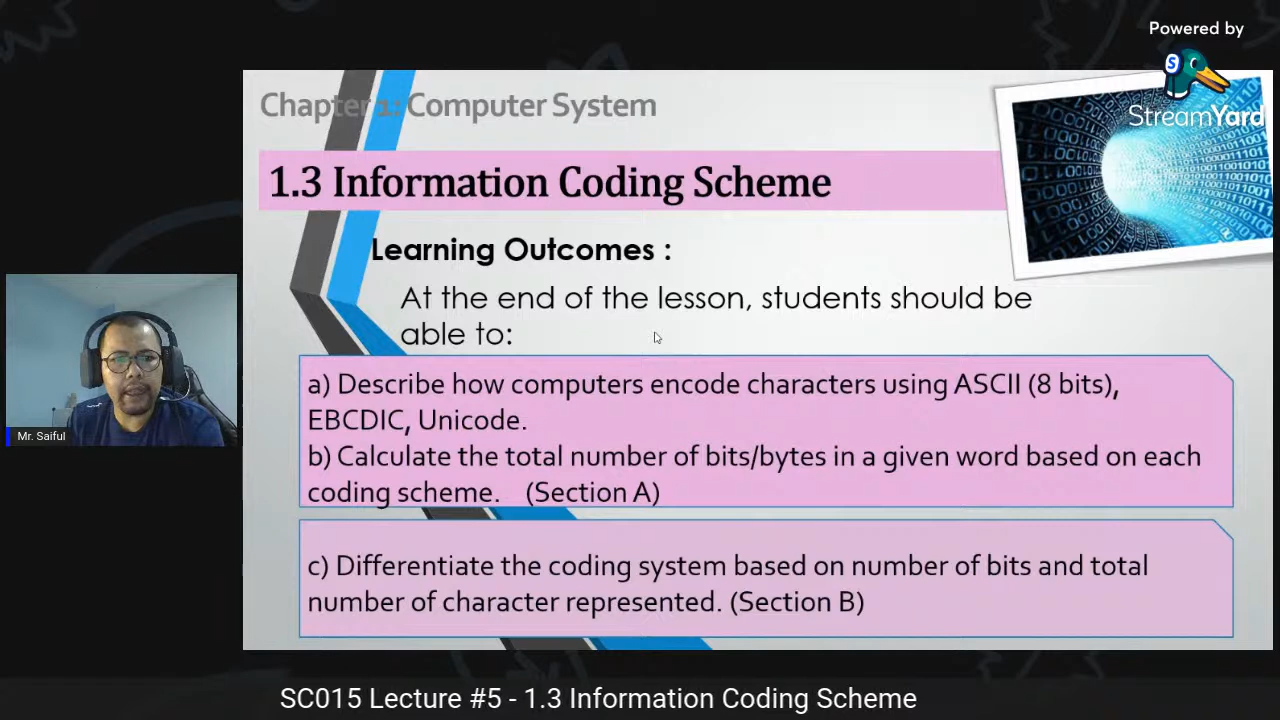 Powered by
StreamYard
Chapter 1: Computer System
1.3 Information Coding Scheme
Learning Outcomes :
At the end of the lesson, students should be
able to:
a) Describe how computers encode characters using ASCII (8 bits),
EBCDIC, Unicode.
b) Calculate the total number of bits/bytes in a given word based on each
coding scheme. (Section A)
c) Differentiate the coding system based on number of bits and total
number of character represented. (Section B)
Mr. Saiful
SC015 Lecture #5 - 1.3 Information Coding Scheme